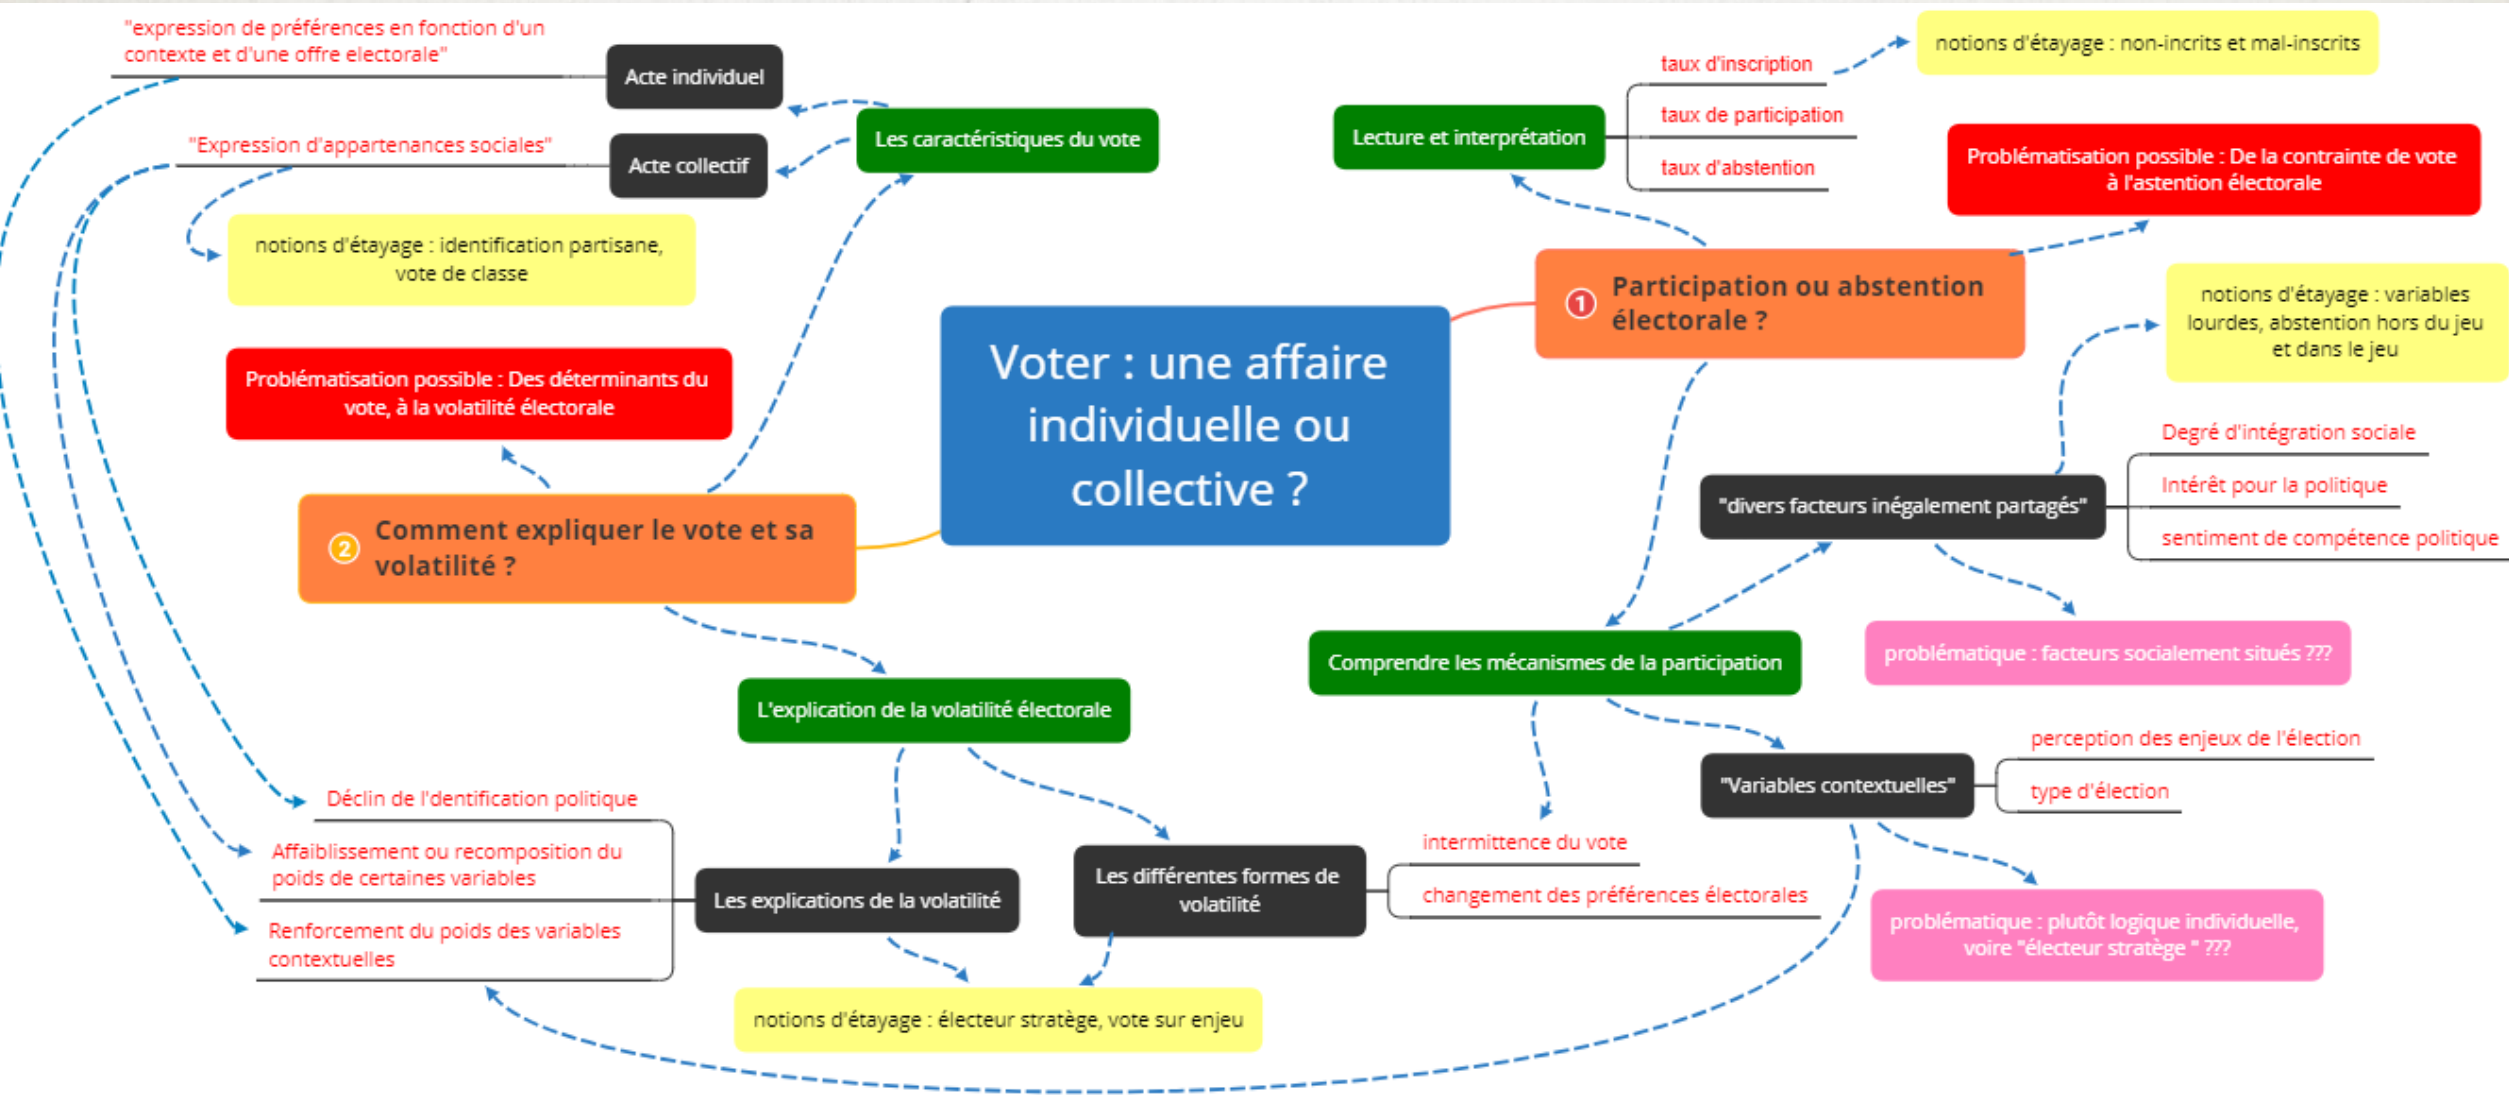 Voter : une affaire
individuelle ou
collective ?
1
Participation ou abstention
électorale ?
Problématisation possible : De la contrainte de vote
à l'astention électorale
Lecture et interprétation
taux d'inscription
taux de participation
taux d'abstention
notions d'étayage : non-incrits et mal-inscrits
Comprendre les mécanismes de la participation
"divers facteurs inégalement partagés"
Degré d'intégration sociale
Intérêt pour la politique
sentiment de compétence politique
notions d'étayage : variables
lourdes, abstention hors du jeu
et dans le jeu
problématique : facteurs socialement situés ???
"Variables contextuelles"
perception des enjeux de l'élection
type d'élection
problématique : plutôt logique individuelle,
voire "électeur stratège " ???
2
Comment expliquer le vote et sa
volatilité ?
Problématisation possible : Des déterminants du
vote, à la volatilité électorale
Les caractéristiques du vote
Acte individuel
"expression de préférences en fonction d'un
contexte et d'une offre electorale"
Acte collectif
"Expression d'appartenances sociales"
notions d'étayage : identification partisane,
vote de classe
L'explication de la volatilité électorale
Les explications de la volatilité
Déclin de l'dentification politique
Affaiblissement ou recomposition du
poids de certaines variables
Renforcement du poids des variables
contextuelles
Les différentes formes de
volatilité
intermittence du vote
changement des préférences électorales
notions d'étayage : électeur stratège, vote sur enjeu